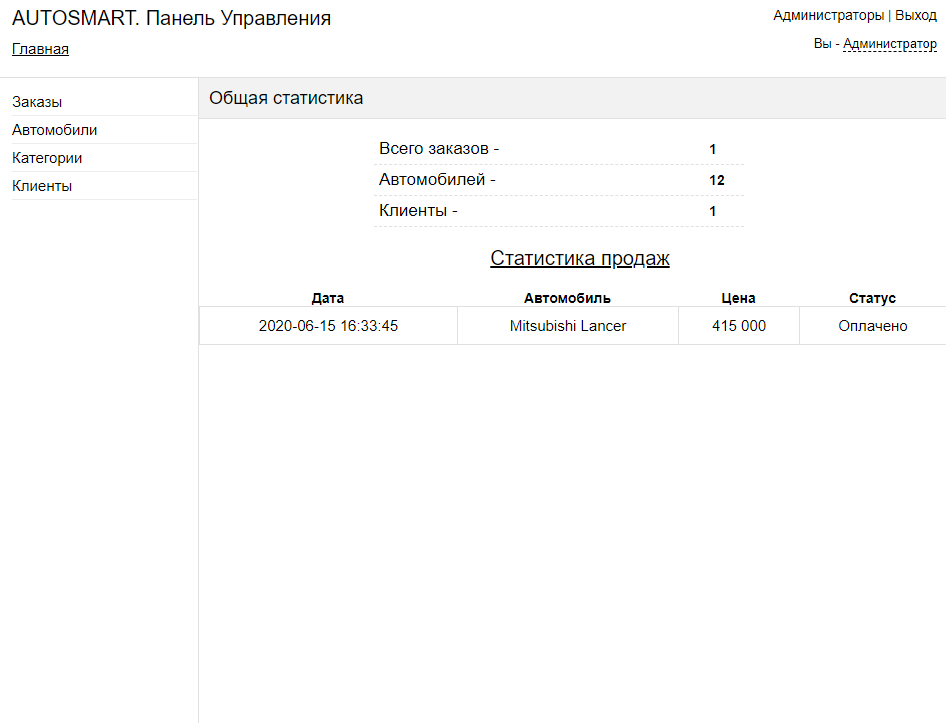 AUTOSMART. Панель Управления
Администраторы | Выход
Главная
Вы - Администратор
Заказы
Автомобили
Категории
Клиенты
Общая статистика
Всего заказов - 1
Автомобилей - 12
Клиенты - 1
Статистика продаж
Дата Автомобиль Цена Статус
2020-06-15 16:33:45 Mitsubishi Lancer 415 000 Оплачено